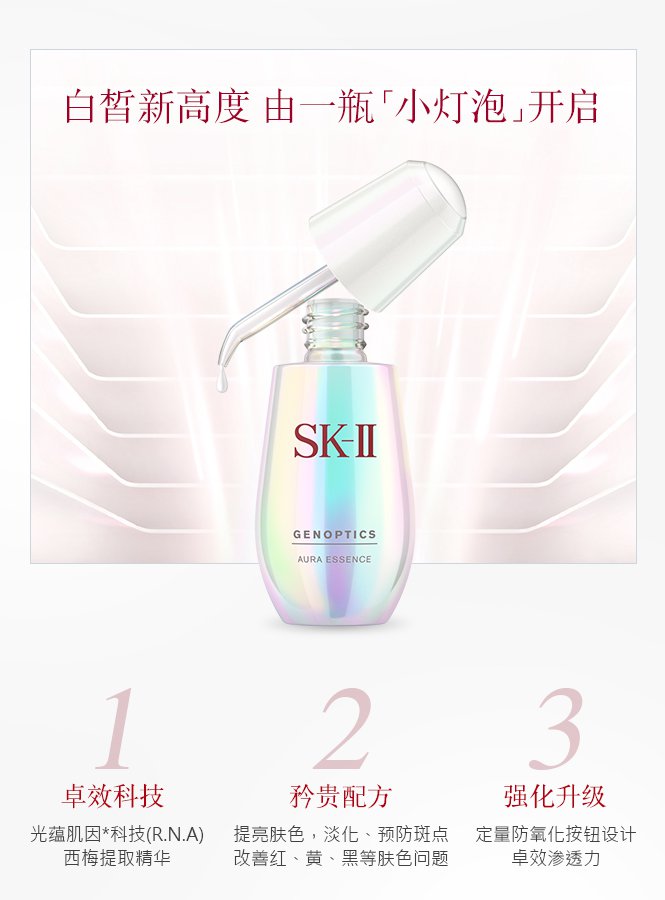 白皙新高度 由一瓶「小灯泡」开启
SK-II
GENOPTICS
AURA ESSENCE
1
卓效科技
光蕴肌因*科技(R.N.A)
西梅提取精华
2
矜贵配方
提亮肤色，淡化、预防斑点
改善红、黄、黑等肤色问题
3
强化升级
定量防氧化按钮设计
卓效渗透力